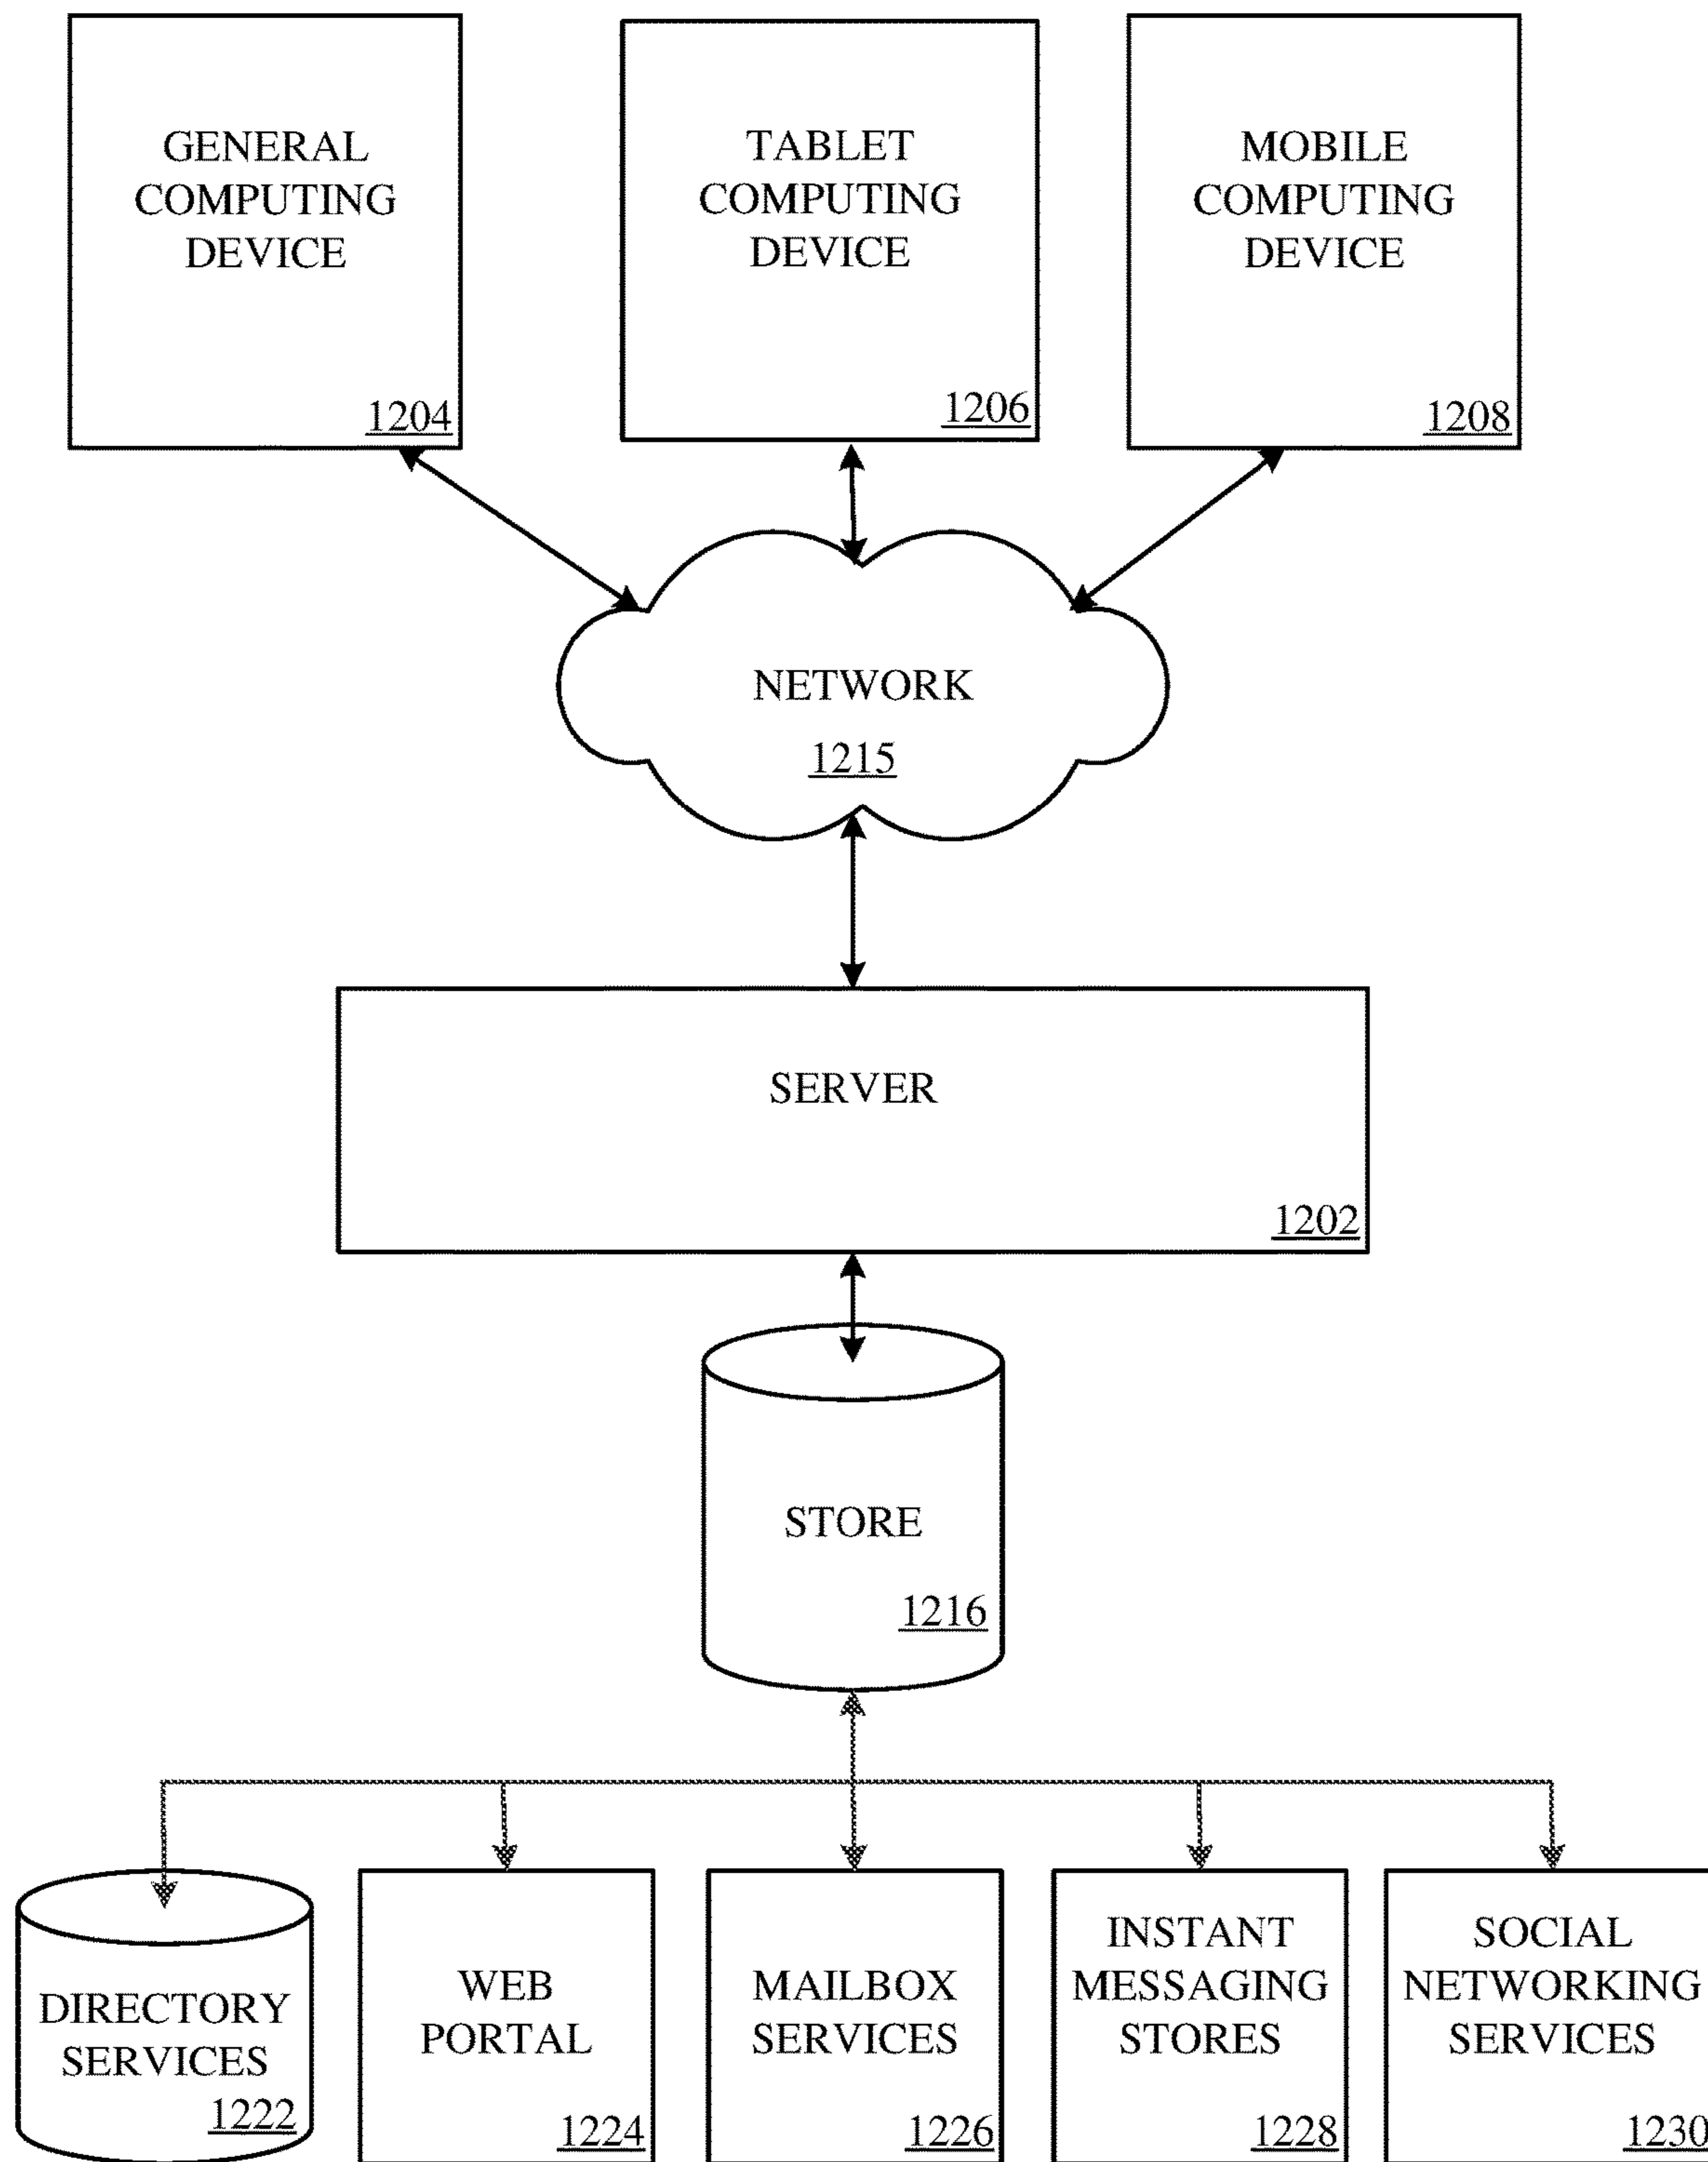 GENERAL
COMPUTING
DEVICE
1204
TABLET
COMPUTING
DEVICE
1206
MOBILE
COMPUTING
DEVICE
1208
NETWORK
1215
SERVER
1202
STORE
1216
DIRECTORY
SERVICES
1222
WEB
PORTAL
1224
MAILBOX
SERVICES
1226
INSTANT
MESSAGING
STORES
1228
SOCIAL
NETWORKING
SERVICES
1230